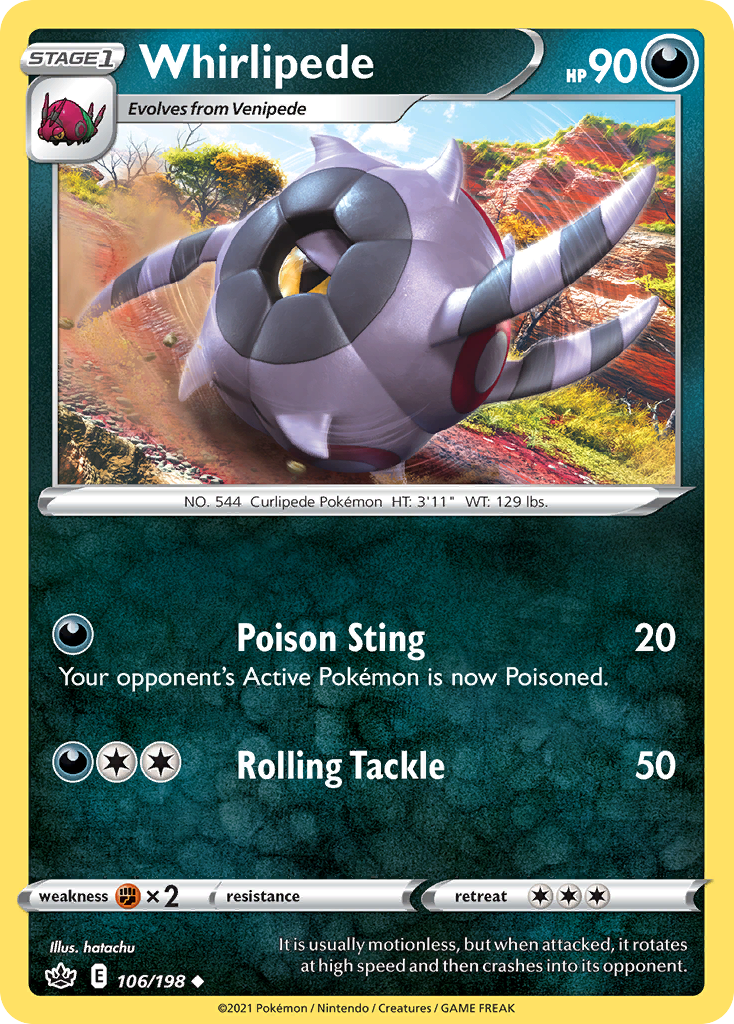 STAGE1
Whirlipede
HP90
Evolves from Venipede
NO. 544 Curlipede Pokémon HT: 3'11" WT: 129 lbs.
Poison Sting 20
Your opponent's Active Pokémon is now Poisoned.
Rolling Tackle 50
weakness ×2 resistance retreat
Illus. hatachu
It is usually motionless, but when attacked, it rotates
at high speed and then crashes into its opponent.
E 106/198
©2021 Pokémon / Nintendo / Creatures / GAME FREAK